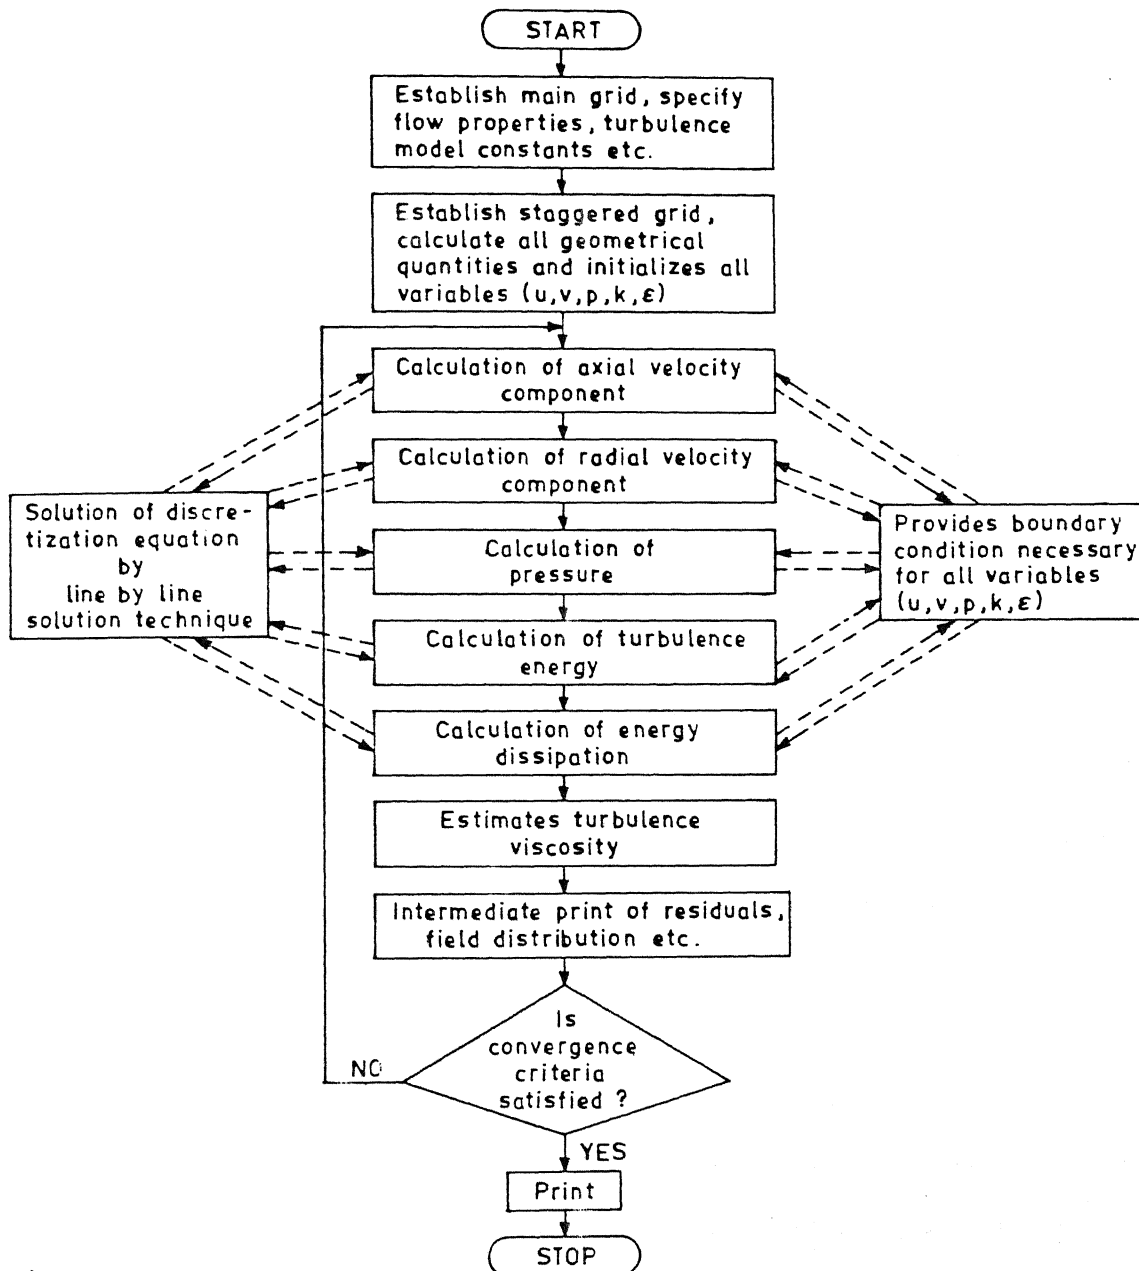 START
Establish main grid, specify
flow properties, turbulence
model constants etc.
Establish staggered grid,
calculate all geometrical
quantities and initializes all
variables (u,v,p,k,ε)
Calculation of axial velocity
component
Calculation of radial velocity
component
Solution of discre-
tization equation
by
line by line
solution technique
Calculation of
pressure
Provides boundary
condition necessary
for all variables
(u,v,p,k,ε)
Calculation of turbulence
energy
Calculation of energy
dissipation
Estimates turbulence
viscosity
Intermediate print of residuals,
field distribution etc.
Is
convergence
criteria
satisfied ?
NO
YES
Print
STOP